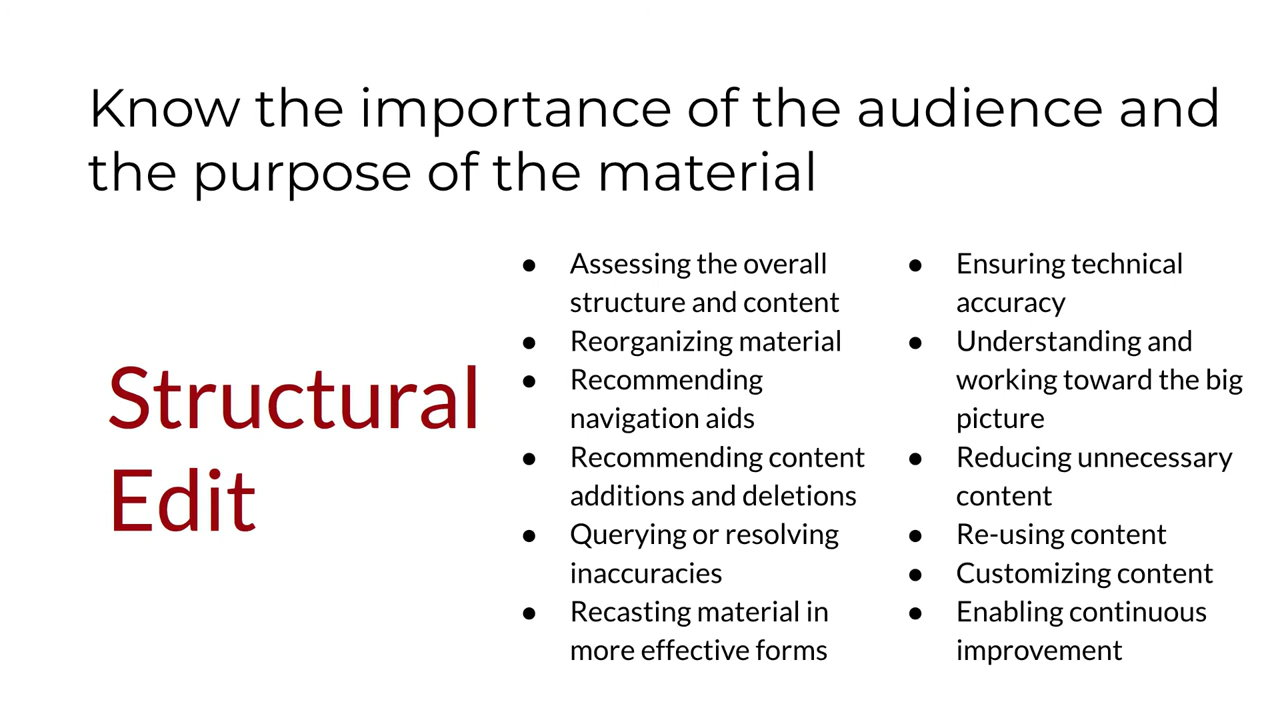 Know the importance of the audience and
the purpose of the material
Structural
Edit
● Assessing the overall
structure and content
● Reorganizing material
● Recommending
navigation aids
● Recommending content
additions and deletions
● Querying or resolving
inaccuracies
● Recasting material in
more effective forms
● Ensuring technical
accuracy
● Understanding and
working toward the big
picture
● Reducing unnecessary
content
● Re-using content
● Customizing content
● Enabling continuous
improvement